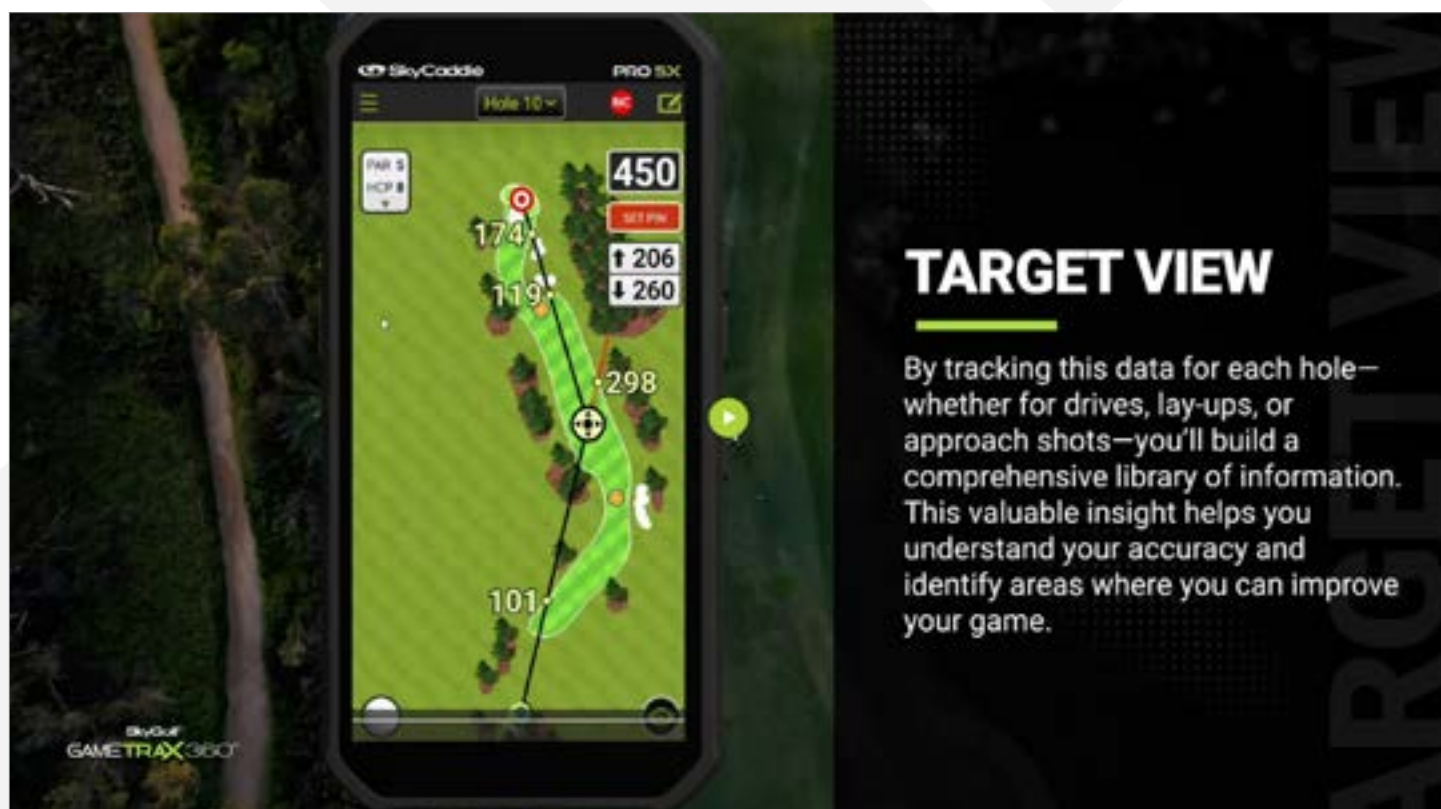 SkyCaddie PRO 5X
Hole 10
PAR 5
HCP 8
450
SET PIN
↑ 206
↓ 260
174
119
298
101
SkyGolf
GAMETRAX360°
TARGET VIEW
By tracking this data for each hole—
whether for drives, lay-ups, or
approach shots—you’ll build a
comprehensive library of information.
This valuable insight helps you
understand your accuracy and
identify areas where you can improve
your game.
ARGET VIEW